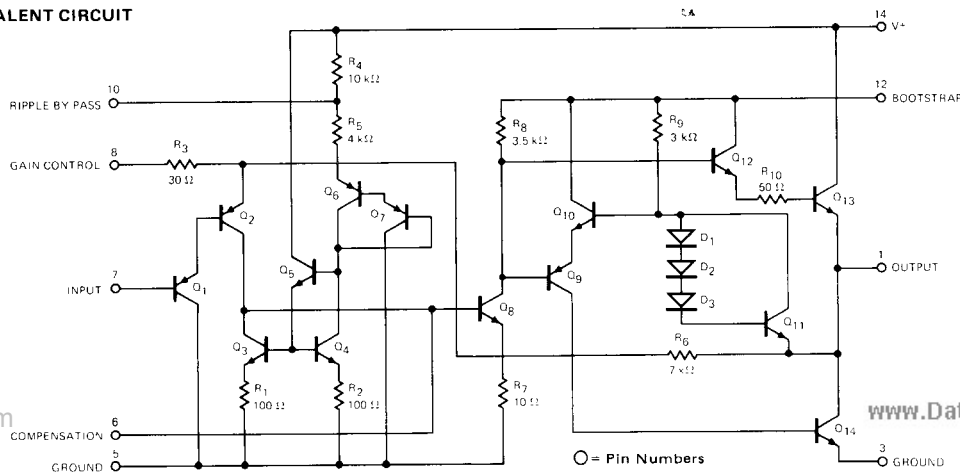 ALENT CIRCUIT
14
V+
R4
10 kΩ
10
RIPPLE BY PASS
12
BOOTSTRAP
R5
4 kΩ
R8
3.5 kΩ
R9
3 kΩ
8
GAIN CONTROL
R3
30 Ω
Q12
R10
50 Ω
Q6
Q7
Q13
Q2
Q10
D1
1
OUTPUT
Q5
D2
7
INPUT
Q1
Q9
D3
Q8
Q11
Q3
Q4
R6
7 kΩ
R1
100 Ω
R2
100 Ω
R7
10 Ω
m
www.Dat
6
COMPENSATION
Q14
5
GROUND
O = Pin Numbers
3
GROUND